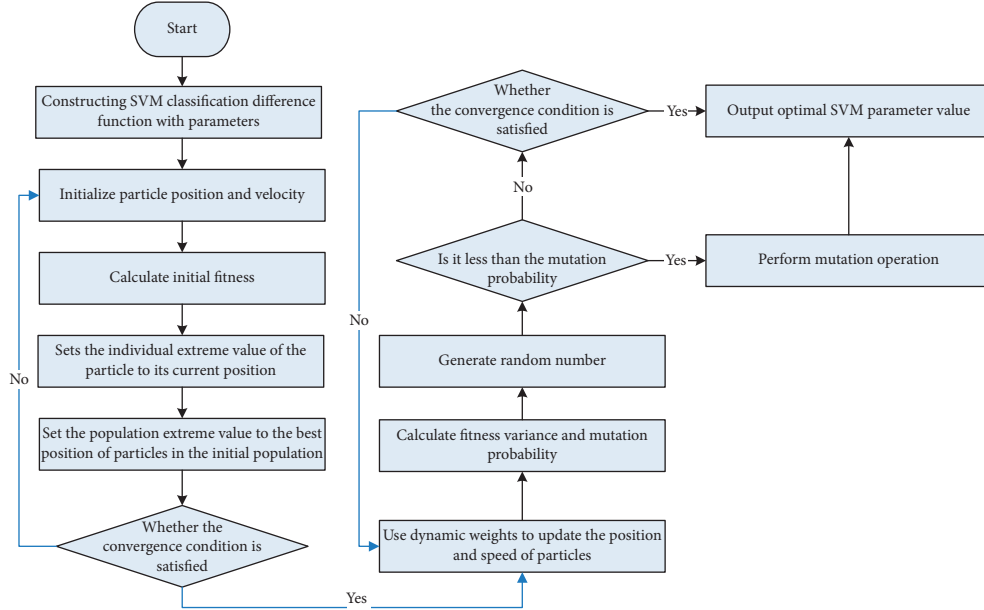 Start
Constructing SVM classification difference
function with parameters
Initialize particle position and velocity
Calculate initial fitness
Sets the individual extreme value of the
particle to its current position
No
Set the population extreme value to the best
position of particles in the initial population
Whether the
convergence condition is
satisfied
Yes
Whether
the convergence condition is
satisfied
Yes
Output optimal SVM parameter value
No
Is it less than the mutation
probability
Yes
Perform mutation operation
No
Generate random number
Calculate fitness variance and mutation
probability
Use dynamic weights to update the position
and speed of particles